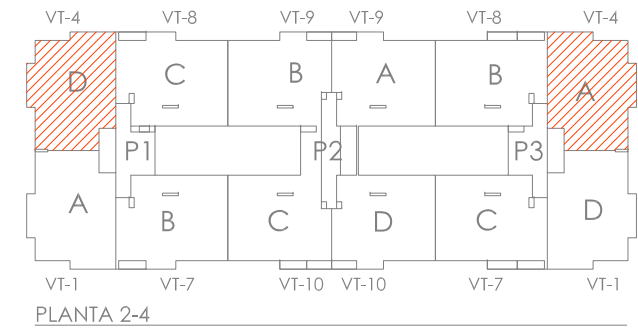 VT-4 VT-8 VT-9 VT-9 VT-8 VT-4
D C B A B A
P1 P2 P3
A B C D C D
VT-1 VT-7 VT-10 VT-10 VT-7 VT-1
PLANTA 2-4